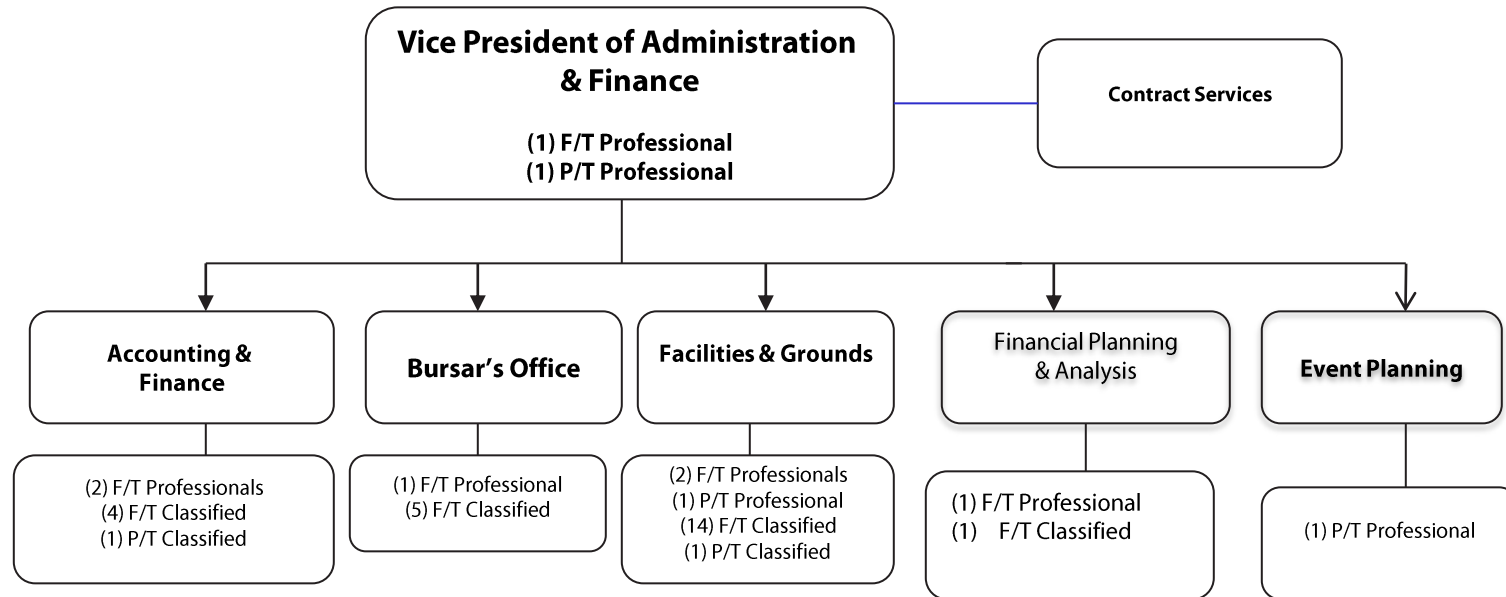 Vice President of Administration
& Finance
(1) F/T Professional
(1) P/T Professional
Contract Services
Accounting &
Finance
Bursar’s Office
Facilities & Grounds
Financial Planning
& Analysis
Event Planning
(2) F/T Professionals
(4) F/T Classified
(1) P/T Classified
(1) F/T Professional
(5) F/T Classified
(2) F/T Professionals
(1) P/T Professional
(14) F/T Classified
(1) P/T Classified
(1) F/T Professional
(1) F/T Classified
(1) P/T Professional